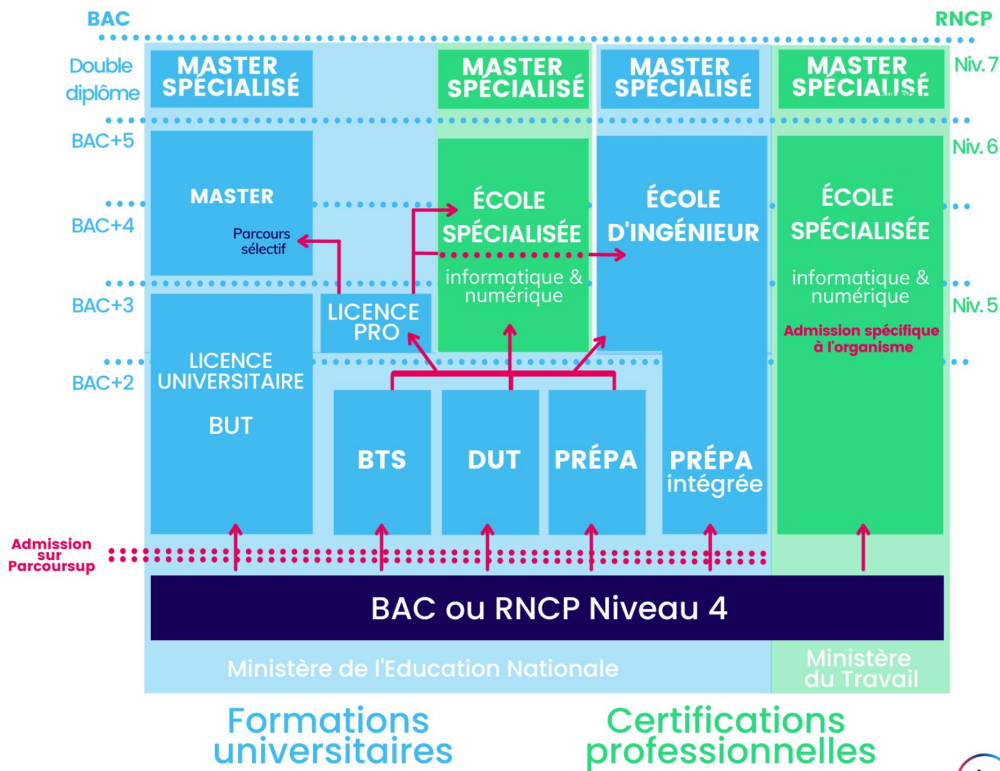 BAC
RNCP
Double
diplôme
MASTER
SPÉCIALISÉ
MASTER
SPÉCIALISÉ
MASTER
SPÉCIALISÉ
MASTER
SPÉCIALISÉ
Niv.7
BAC+5
Niv.6
MASTER
ÉCOLE
SPÉCIALISÉE
informatique &
numérique
ÉCOLE
D'INGÉNIEUR
ÉCOLE
SPÉCIALISÉE
informatique &
numérique
Admission spécifique
à l'organisme
BAC+4
Parcours
sélectif
BAC+3
Niv.5
LICENCE
PRO
LICENCE
UNIVERSITAIRE
BUT
BAC+2
BTS
DUT
PRÉPA
PRÉPA
intégrée
Admission
sur
Parcoursup
BAC ou RNCP Niveau 4
Ministère de l'Education Nationale
Ministère
du Travail
Formations
universitaires
Certifications
professionnelles